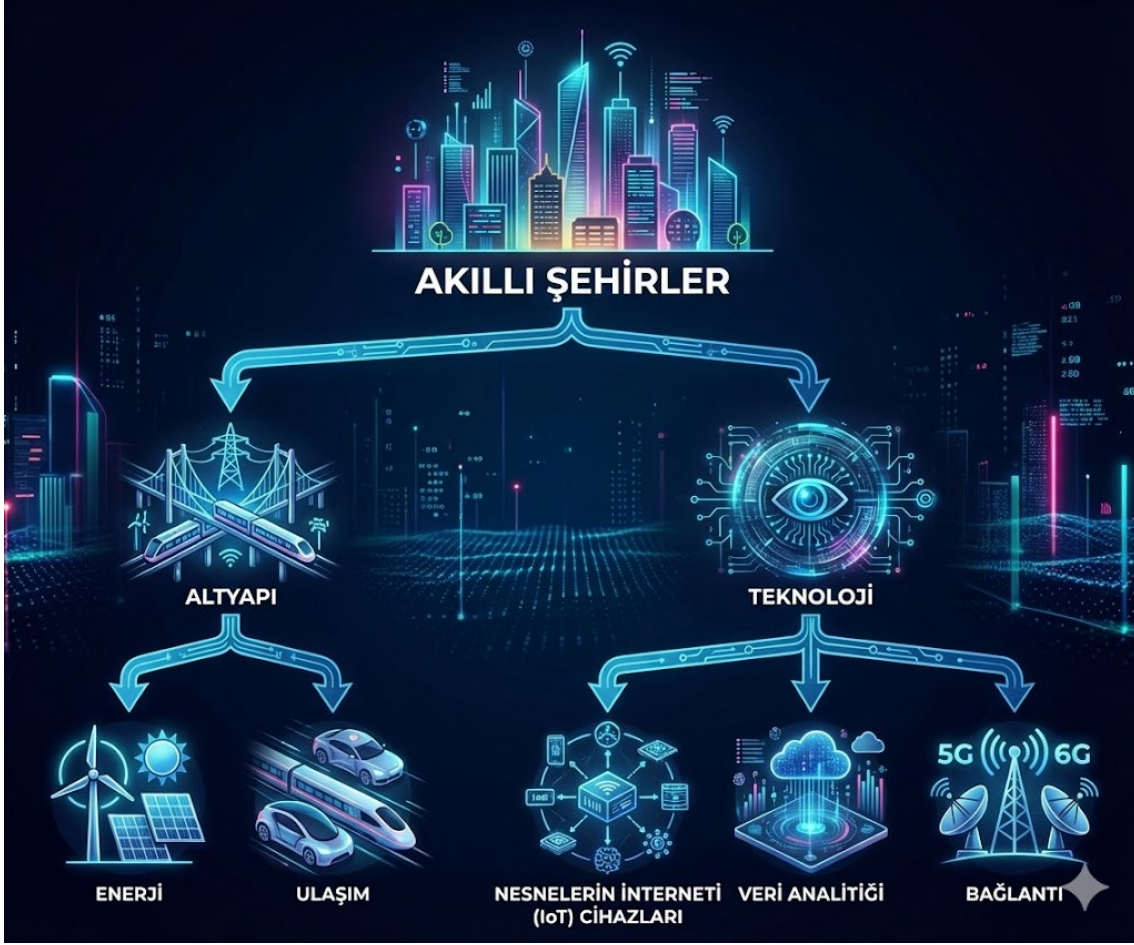 AKILLI ŞEHİRLER
ALTYAPI
TEKNOLOJİ
5G
6G
ENERJİ
ULAŞIM
NESNELERİN İNTERNETİ
(IoT) CİHAZLARI
VERİ ANALİTİĞİ
BAĞLANTI